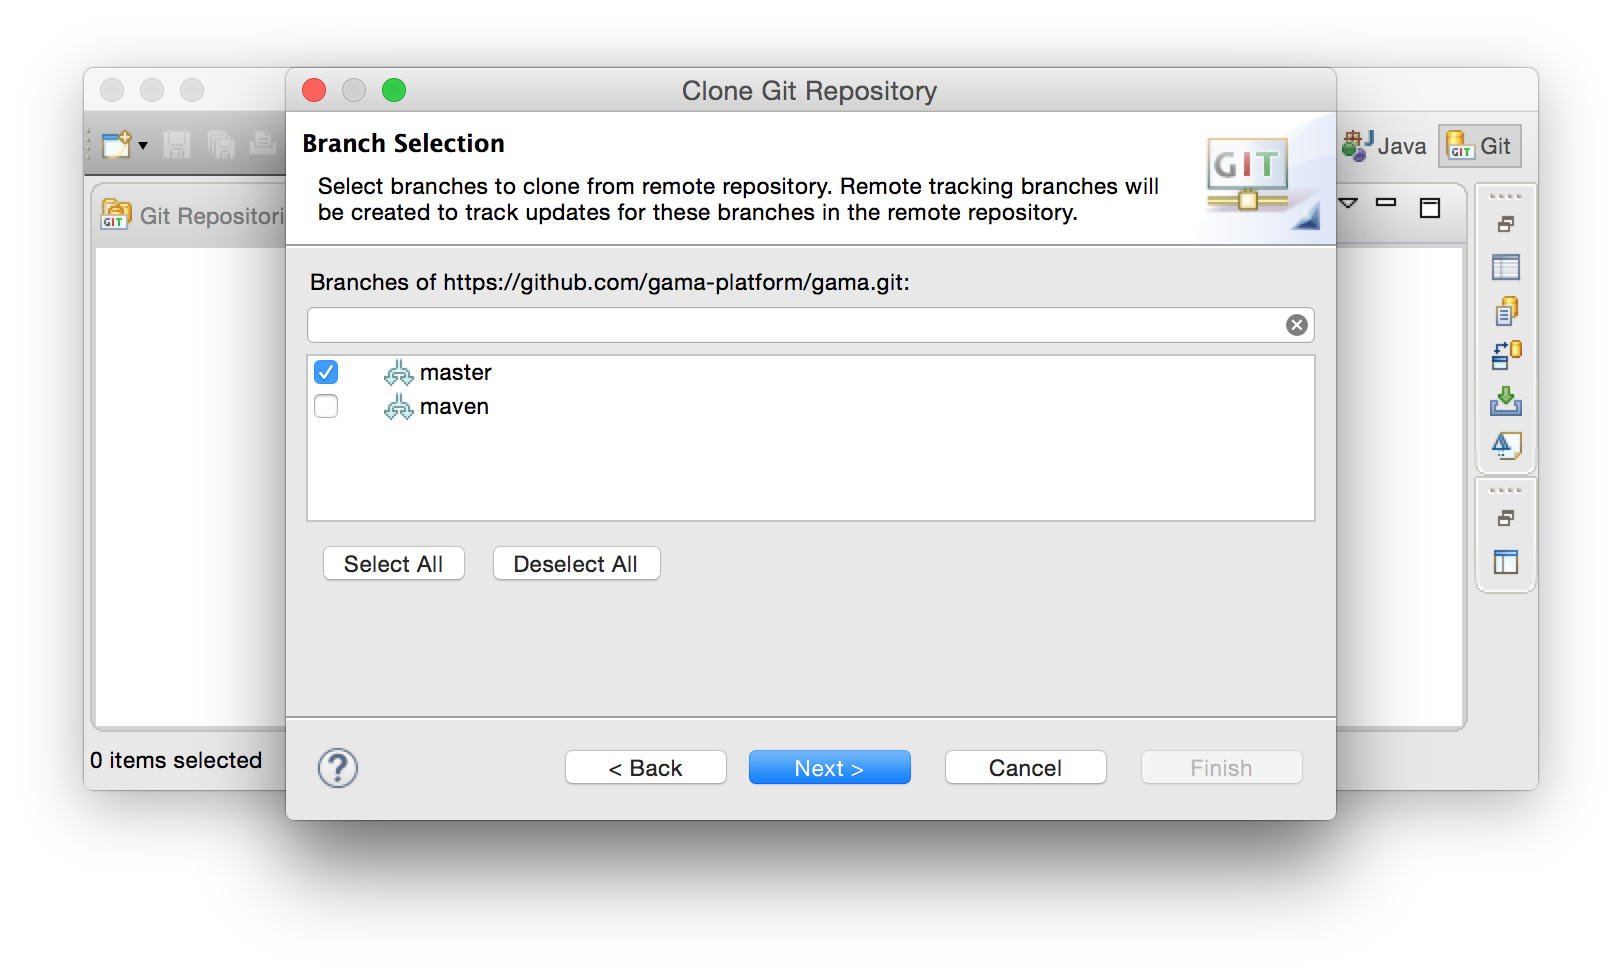 Clone Git Repository
Java
GIT Git
GIT Git Repositori
Branch Selection
Select branches to clone from remote repository. Remote tracking branches will
be created to track updates for these branches in the remote repository.
GIT
Branches of https://github.com/gama-platform/gama.git:
master
maven
Select All
Deselect All
0 items selected
?
< Back
Next >
Cancel
Finish